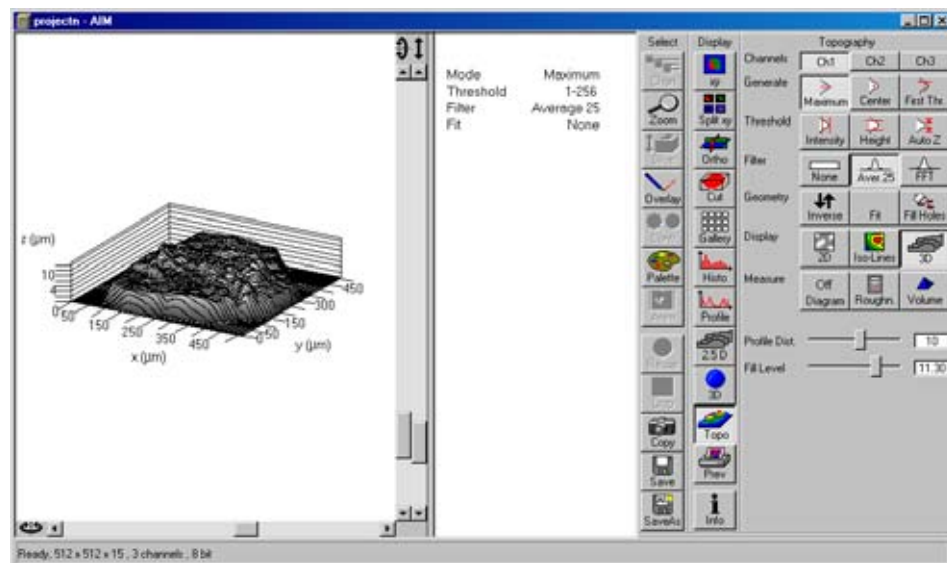 projectn - AIM
Mode Maximum
Threshold 1-256
Filter Average 25
Fit None
z (µm)
10
4
0
50
150
250
350
450
x (µm)
50
150
300
450
y (µm)
Select
Zoom
Overlay
Palette
Copy
Save
SaveAs
Display
xy
Split xy
Ortho
Cut
Gallery
Histo
Profile
2.5 D
3D
Topo
Prev
Info
Topography
Channels Ch1 Ch2 Ch3
Generate
Maximum Center First Thr.
Threshold
Intensity Height Auto Z
Filter
None Aver.25 FFT
Geometry
Inverse Fit Fill Holes
Display
2D Iso-Lines 3D
Measure
Off
Diagram Roughn. Volume
Profile Dist. 10
Fill Level 11.30
Ready, 512 x 512 x 15 , 3 channels , 8 bit